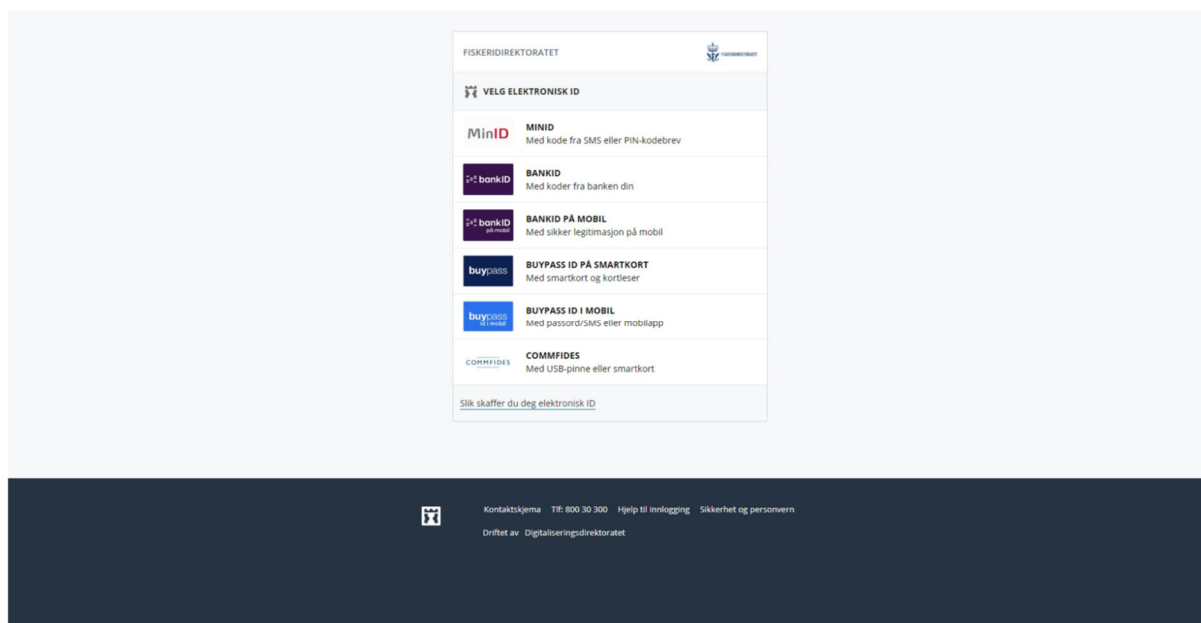 FISKERIDIREKTORATET
VELG ELEKTRONISK ID
MinID
MINID
Med kode fra SMS eller PIN-kodebrev
bankID
BANKID
Med koder fra banken din
bankID
på mobil
BANKID PÅ MOBIL
Med sikker legitimasjon på mobil
buypass
BUYPASS ID PÅ SMARTKORT
Med smartkort og kortleser
buypass
id i mobil
BUYPASS ID I MOBIL
Med passord/SMS eller mobilapp
COMMFIDES
COMMFIDES
Med USB-pinne eller smartkort
Slik skaffer du deg elektronisk ID
Kontaktskjema Tlf: 800 30 300 Hjelp til innlogging Sikkerhet og personvern
Driftet av Digitaliseringsdirektoratet